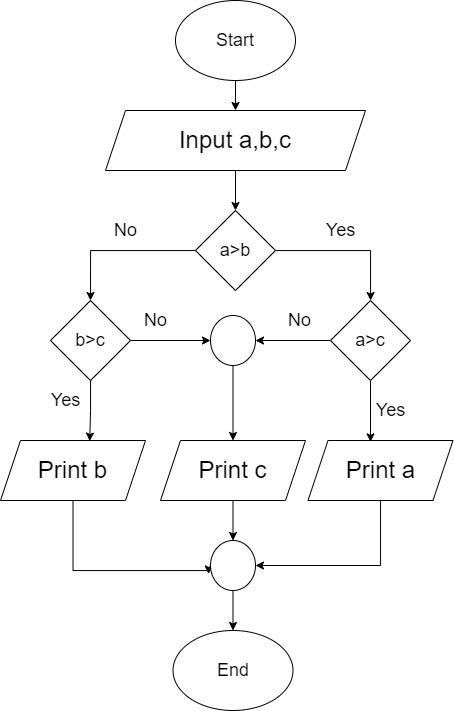 Start
Input a,b,c
No
a>b
Yes
b>c
No
No
a>c
Yes
Yes
Print b
Print c
Print a
End